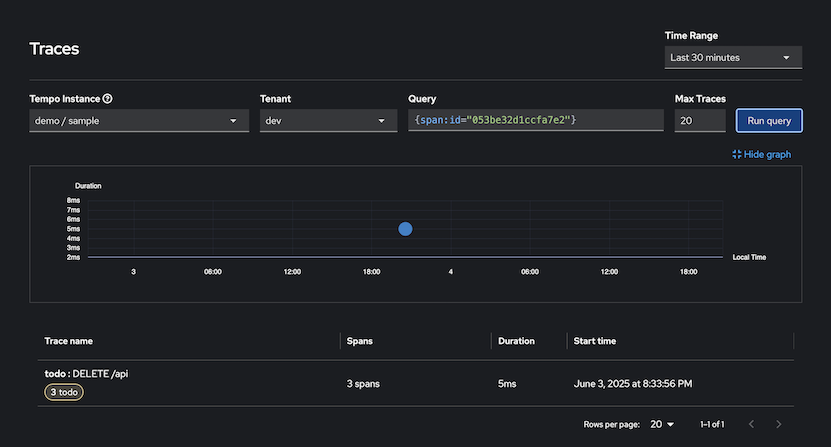 Traces
Time Range
Last 30 minutes
Tempo Instance
Tenant
Query
Max Traces
demo / sample
dev
{span:id="053be32d1ccfa7e2"}
20
Run query
Hide graph
Duration
8ms
7ms
6ms
5ms
4ms
3ms
2ms
Local Time
3 06:00 12:00 18:00 4 06:00 12:00 18:00
Trace name Spans Duration Start time
todo : DELETE /api
3 spans 5ms June 3, 2025 at 8:33:56 PM
3 todo
Rows per page: 20 1-1 of 1